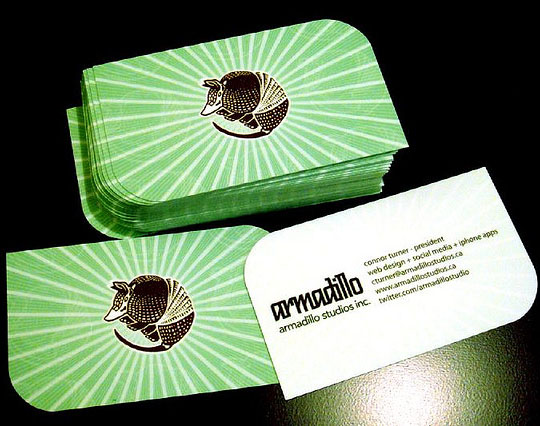 armadillo
armadillo studios inc.
connor turner - president
web design + social media + iphone apps
cturner@armadillostudios.ca
www.armadillostudios.ca
twitter.com/armadillostudio